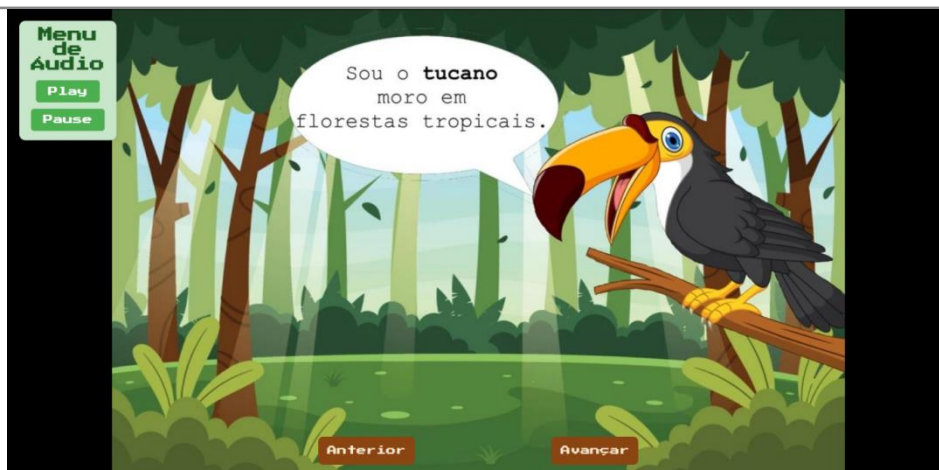 Menu
de
Áudio
Play
Pause
Sou o tucano
moro em
florestas tropicais.
Anterior
Avançar